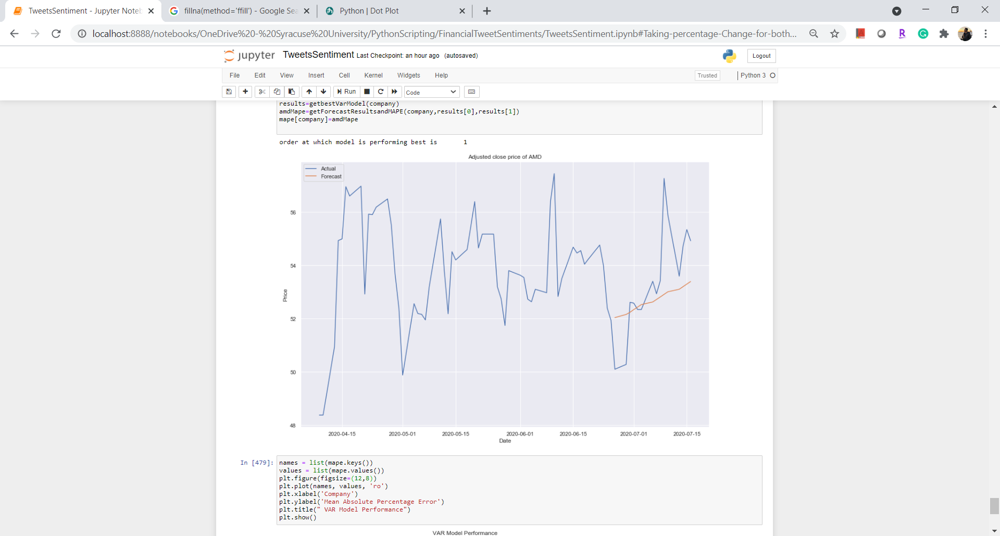 TweetsSentiment - Jupyter Noteb
fillna(method='ffill') - Google Sea
Python | Dot Plot
localhost:8888/notebooks/OneDrive%20-%20Syracuse%20University/PythonScripting/FinancialTweetSentiments/TweetsSentiment.ipynb#Taking-percentage-Change-for-both...
jupyter TweetsSentiment Last Checkpoint: an hour ago (autosaved)
Logout
File Edit View Insert Cell Kernel Widgets Help
Trusted
Python 3
Run
Code
results=getbestVarModel(company)
amdMape=getForecastResultsandMAPE(company,results[0],results[1])
mape[company]=amdMape
order at which model is performing best is 1
Adjusted close price of AMD
Actual
Forecast
56
54
Price
52
50
48
2020-04-15 2020-05-01 2020-05-15 2020-06-01 2020-06-15 2020-07-01 2020-07-15
Date
In [479]:
names = list(mape.keys())
values = list(mape.values())
plt.figure(figsize=(12,8))
plt.plot(names, values, 'ro')
plt.xlabel('Company')
plt.ylabel('Mean Absolute Percentage Error')
plt.title(" VAR Model Performance")
plt.show()
VAR Model Performance